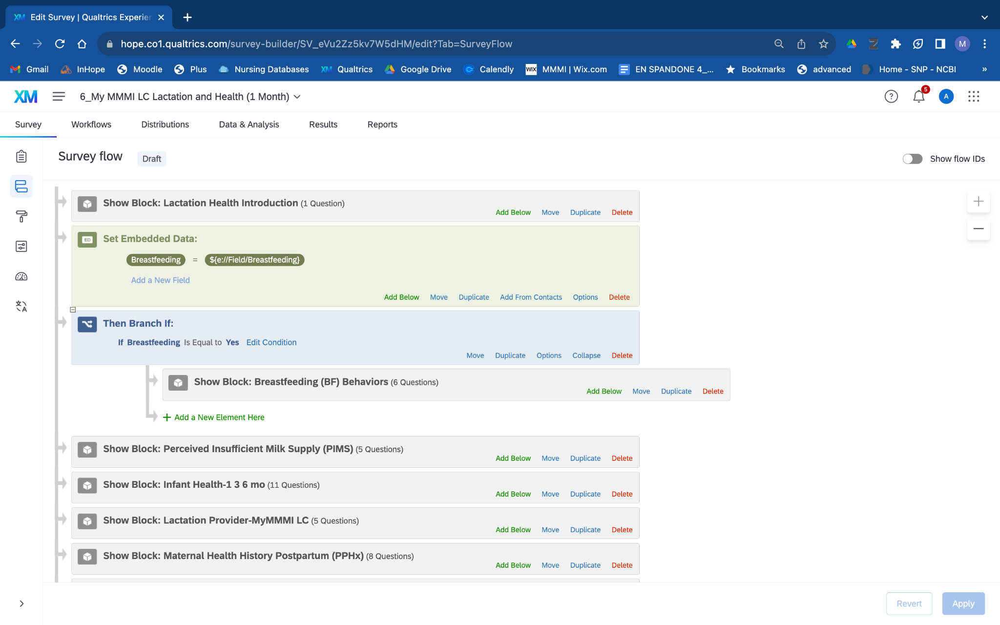 XM Edit Survey | Qualtrics Experien
hope.co1.qualtrics.com/survey-builder/SV_eVu2Zz5kv7W5dHM/edit?Tab=SurveyFlow
M
Gmail InHope Moodle Plus Nursing Databases XM Qualtrics Google Drive Calendly WIX MMMI | Wix.com EN SPANDONE 4_... Bookmarks advanced Home - SNP - NCBI »
XM 6_My MMMI LC Lactation and Health (1 Month) ? 5 A
Survey Workflows Distributions Data & Analysis Results Reports
Survey flow Draft Show flow IDs
Show Block: Lactation Health Introduction (1 Question)
Add Below Move Duplicate Delete
ED Set Embedded Data:
Breastfeeding = ${e://Field/Breastfeeding}
Add a New Field
Add Below Move Duplicate Add From Contacts Options Delete
Then Branch If:
If Breastfeeding Is Equal to Yes Edit Condition
Move Duplicate Options Collapse Delete
Show Block: Breastfeeding (BF) Behaviors (6 Questions)
Add Below Move Duplicate Delete
+ Add a New Element Here
Show Block: Perceived Insufficient Milk Supply (PIMS) (5 Questions)
Add Below Move Duplicate Delete
Show Block: Infant Health-1 3 6 mo (11 Questions)
Add Below Move Duplicate Delete
Show Block: Lactation Provider-MyMMMI LC (5 Questions)
Add Below Move Duplicate Delete
Show Block: Maternal Health History Postpartum (PPHx) (8 Questions)
Add Below Move Duplicate Delete
Revert Apply